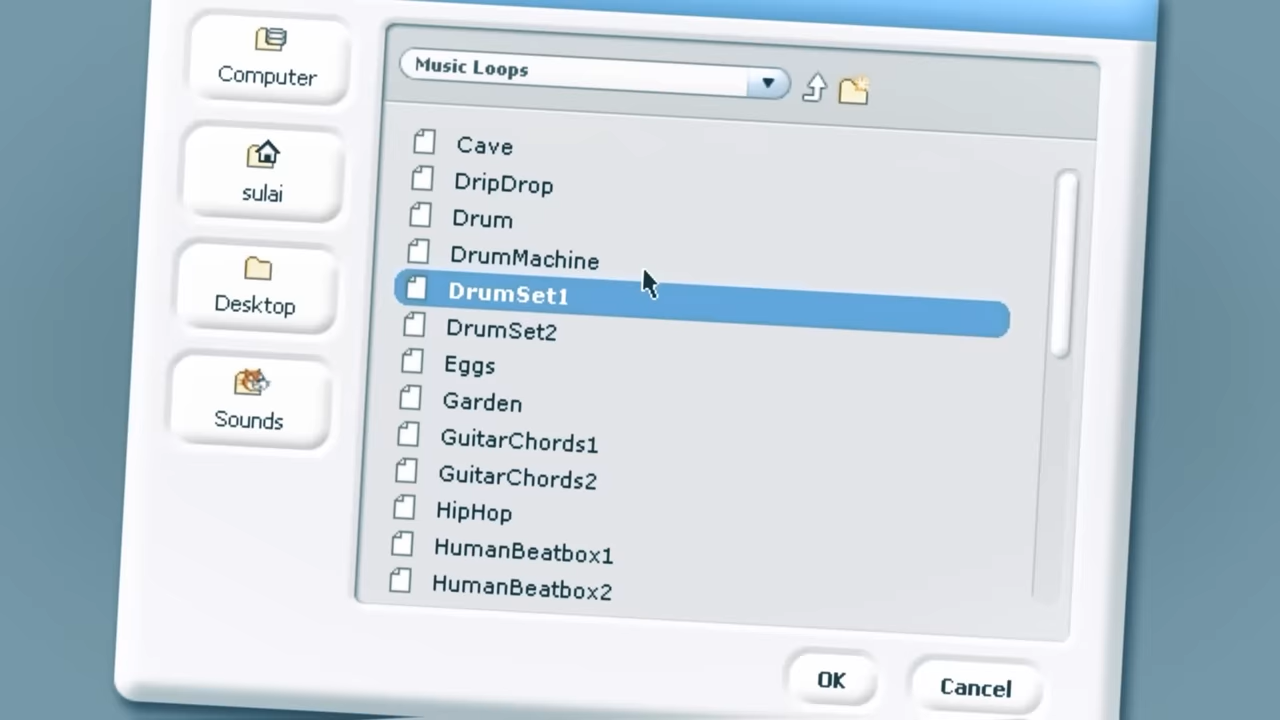 Computer
sulai
Desktop
Sounds
Music Loops
Cave
DripDrop
Drum
DrumMachine
DrumSet1
DrumSet2
Eggs
Garden
GuitarChords1
GuitarChords2
HipHop
HumanBeatbox1
HumanBeatbox2
OK
Cancel